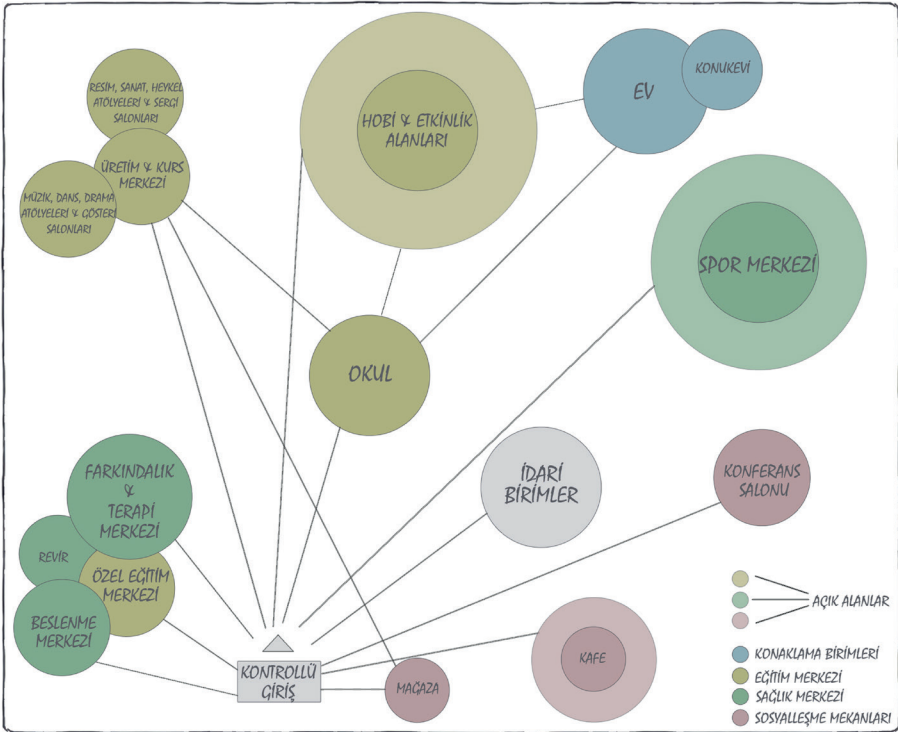 RESİM, SANAT, HEYKEL
ATÖLYELERİ & SERGİ
SALONLARI
ÜRETİM & KURS
MERKEZİ
MÜZİK, DANS, DRAMA
ATÖLYELERİ & GÖSTERİ
SALONLARI
HOBİ & ETKİNLİK
ALANLARI
EV
KONUKEVİ
SPOR MERKEZİ
OKUL
FARKINDALIK
&
TERAPİ
MERKEZİ
REVİR
ÖZEL EĞİTİM
MERKEZİ
BESLENME
MERKEZİ
İDARİ
BİRİMLER
KONFERANS
SALONU
KONTROLLÜ
GİRİŞ
MAĞAZA
KAFE
AÇIK ALANLAR
KONAKLAMA BİRİMLERİ
EĞİTİM MERKEZİ
SAĞLIK MERKEZİ
SOSYALLEŞME MEKANLARI